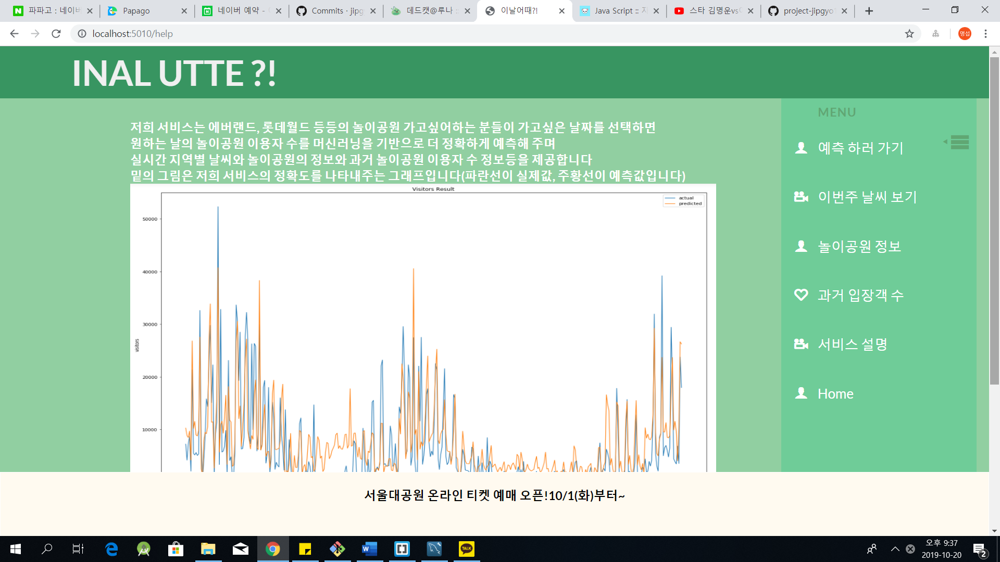 파파고 : 네이버
Papago
네이버 예약 -
Commits · jipg
데드캣@루나 ::
이날어때?!
Java Script :: 지
스타 김명운vs
project-jipgyo
localhost:5010/help
명섭
INAL UTTE ?!
저희 서비스는 에버랜드, 롯데월드 등등의 놀이공원 가고싶어하는 분들이 가고싶은 날짜를 선택하면
원하는 날의 놀이공원 이용자 수를 머신러닝을 기반으로 더 정확하게 예측해 주며
실시간 지역별 날씨와 놀이공원의 정보와 과거 놀이공원 이용자 수 정보등을 제공합니다
밑의 그림은 저희 서비스의 정확도를 나타내주는 그래프입니다(파란선이 실제값, 주황선이 예측값입니다)
Visitors Result
actual
predicted
50000
40000
30000
20000
10000
visitors
MENU
예측 하러 가기
이번주 날씨 보기
놀이공원 정보
과거 입장객 수
서비스 설명
Home
서울대공원 온라인 티켓 예매 오픈!10/1(화)부터~
W
TALK
오후 9:37
2019-10-20
2